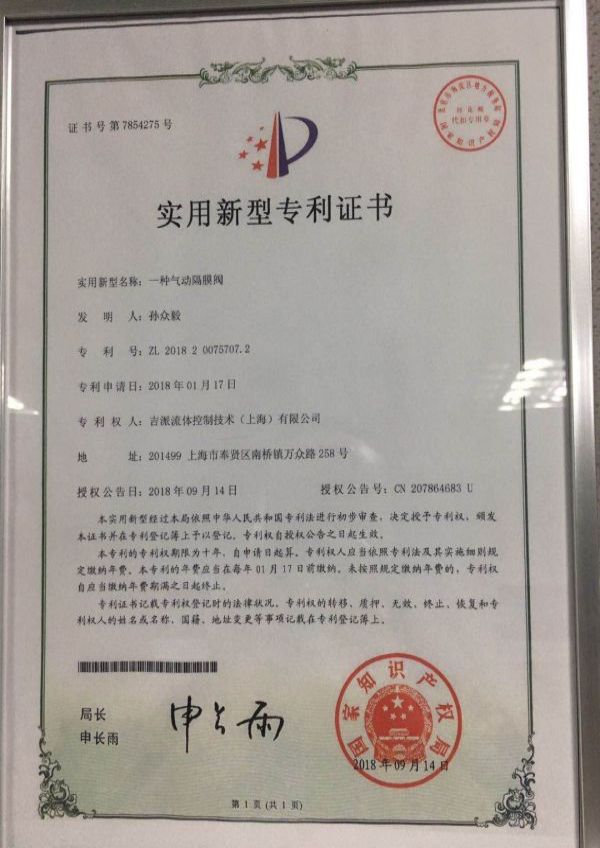 证书号第7854275号
印花税
代扣专用章
国家知识产权局
实用新型专利证书
实用新型名称：一种气动隔膜阀
发明人：孙众毅
专利号：ZL 2018 2 0075707.2
专利申请日：2018年01月17日
专利权人：吉派流体控制技术（上海）有限公司
地址：201499 上海市奉贤区南桥镇万众路258号
授权公告日：2018年09月14日 授权公告号：CN 207864683 U
本实用新型经过本局依照中华人民共和国专利法进行初步审查，决定授予专利权，颁发
本证书并在专利登记簿上予以登记。专利权自授权公告之日起生效。
本专利的专利权期限为十年，自申请日起算。专利权人应当依照专利法及其实施细则规
定缴纳年费。本专利的年费应当在每年01月17日前缴纳。未按照规定缴纳年费的，专利权
自应当缴纳年费期满之日起终止。
专利证书记载专利权登记时的法律状况。专利权的转移、质押、无效、终止、恢复和专
利权人的姓名或名称、国籍、地址变更等事项记载在专利登记簿上。
局长
申长雨
申长雨
国家知识产权局
2018年09月14日
第1页（共1页）